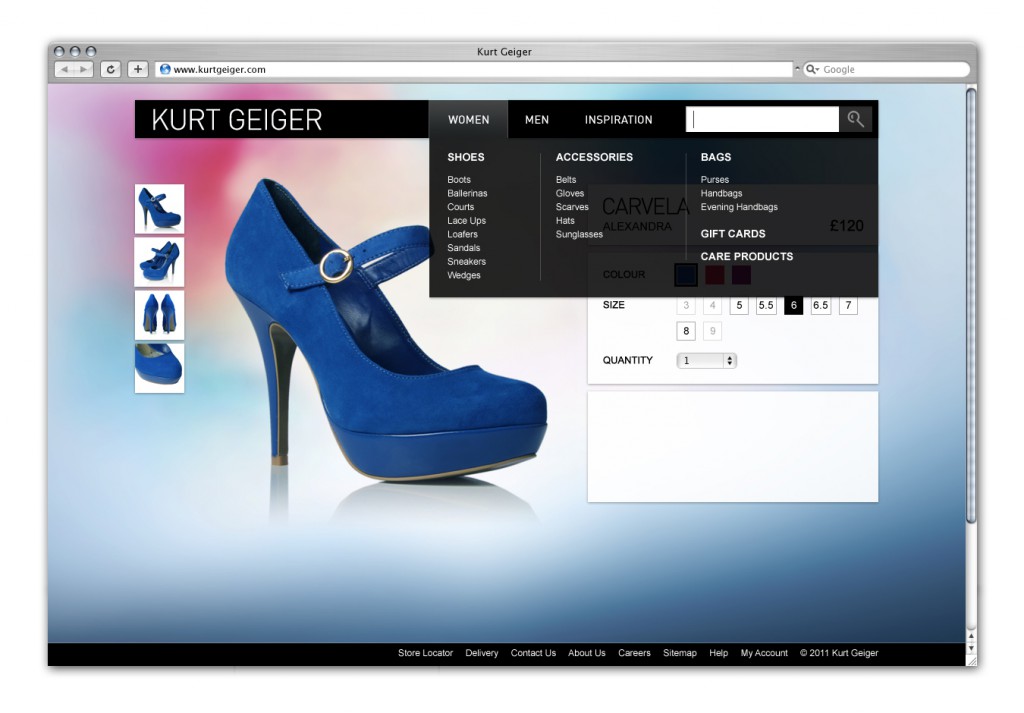 Kurt Geiger
www.kurtgeiger.com
Google
KURT GEIGER
WOMEN
MEN
INSPIRATION
SHOES
Boots
Ballerinas
Courts
Lace Ups
Loafers
Sandals
Sneakers
Wedges
ACCESSORIES
Belts
Gloves
Scarves
Hats
Sunglasses
BAGS
Purses
Handbags
Evening Handbags
GIFT CARDS
CARE PRODUCTS
CARVELA
ALEXANDRA
£120
COLOUR
SIZE
3 4 5 5.5 6 6.5 7
8 9
QUANTITY
1
Store Locator Delivery Contact Us About Us Careers Sitemap Help My Account © 2011 Kurt Geiger